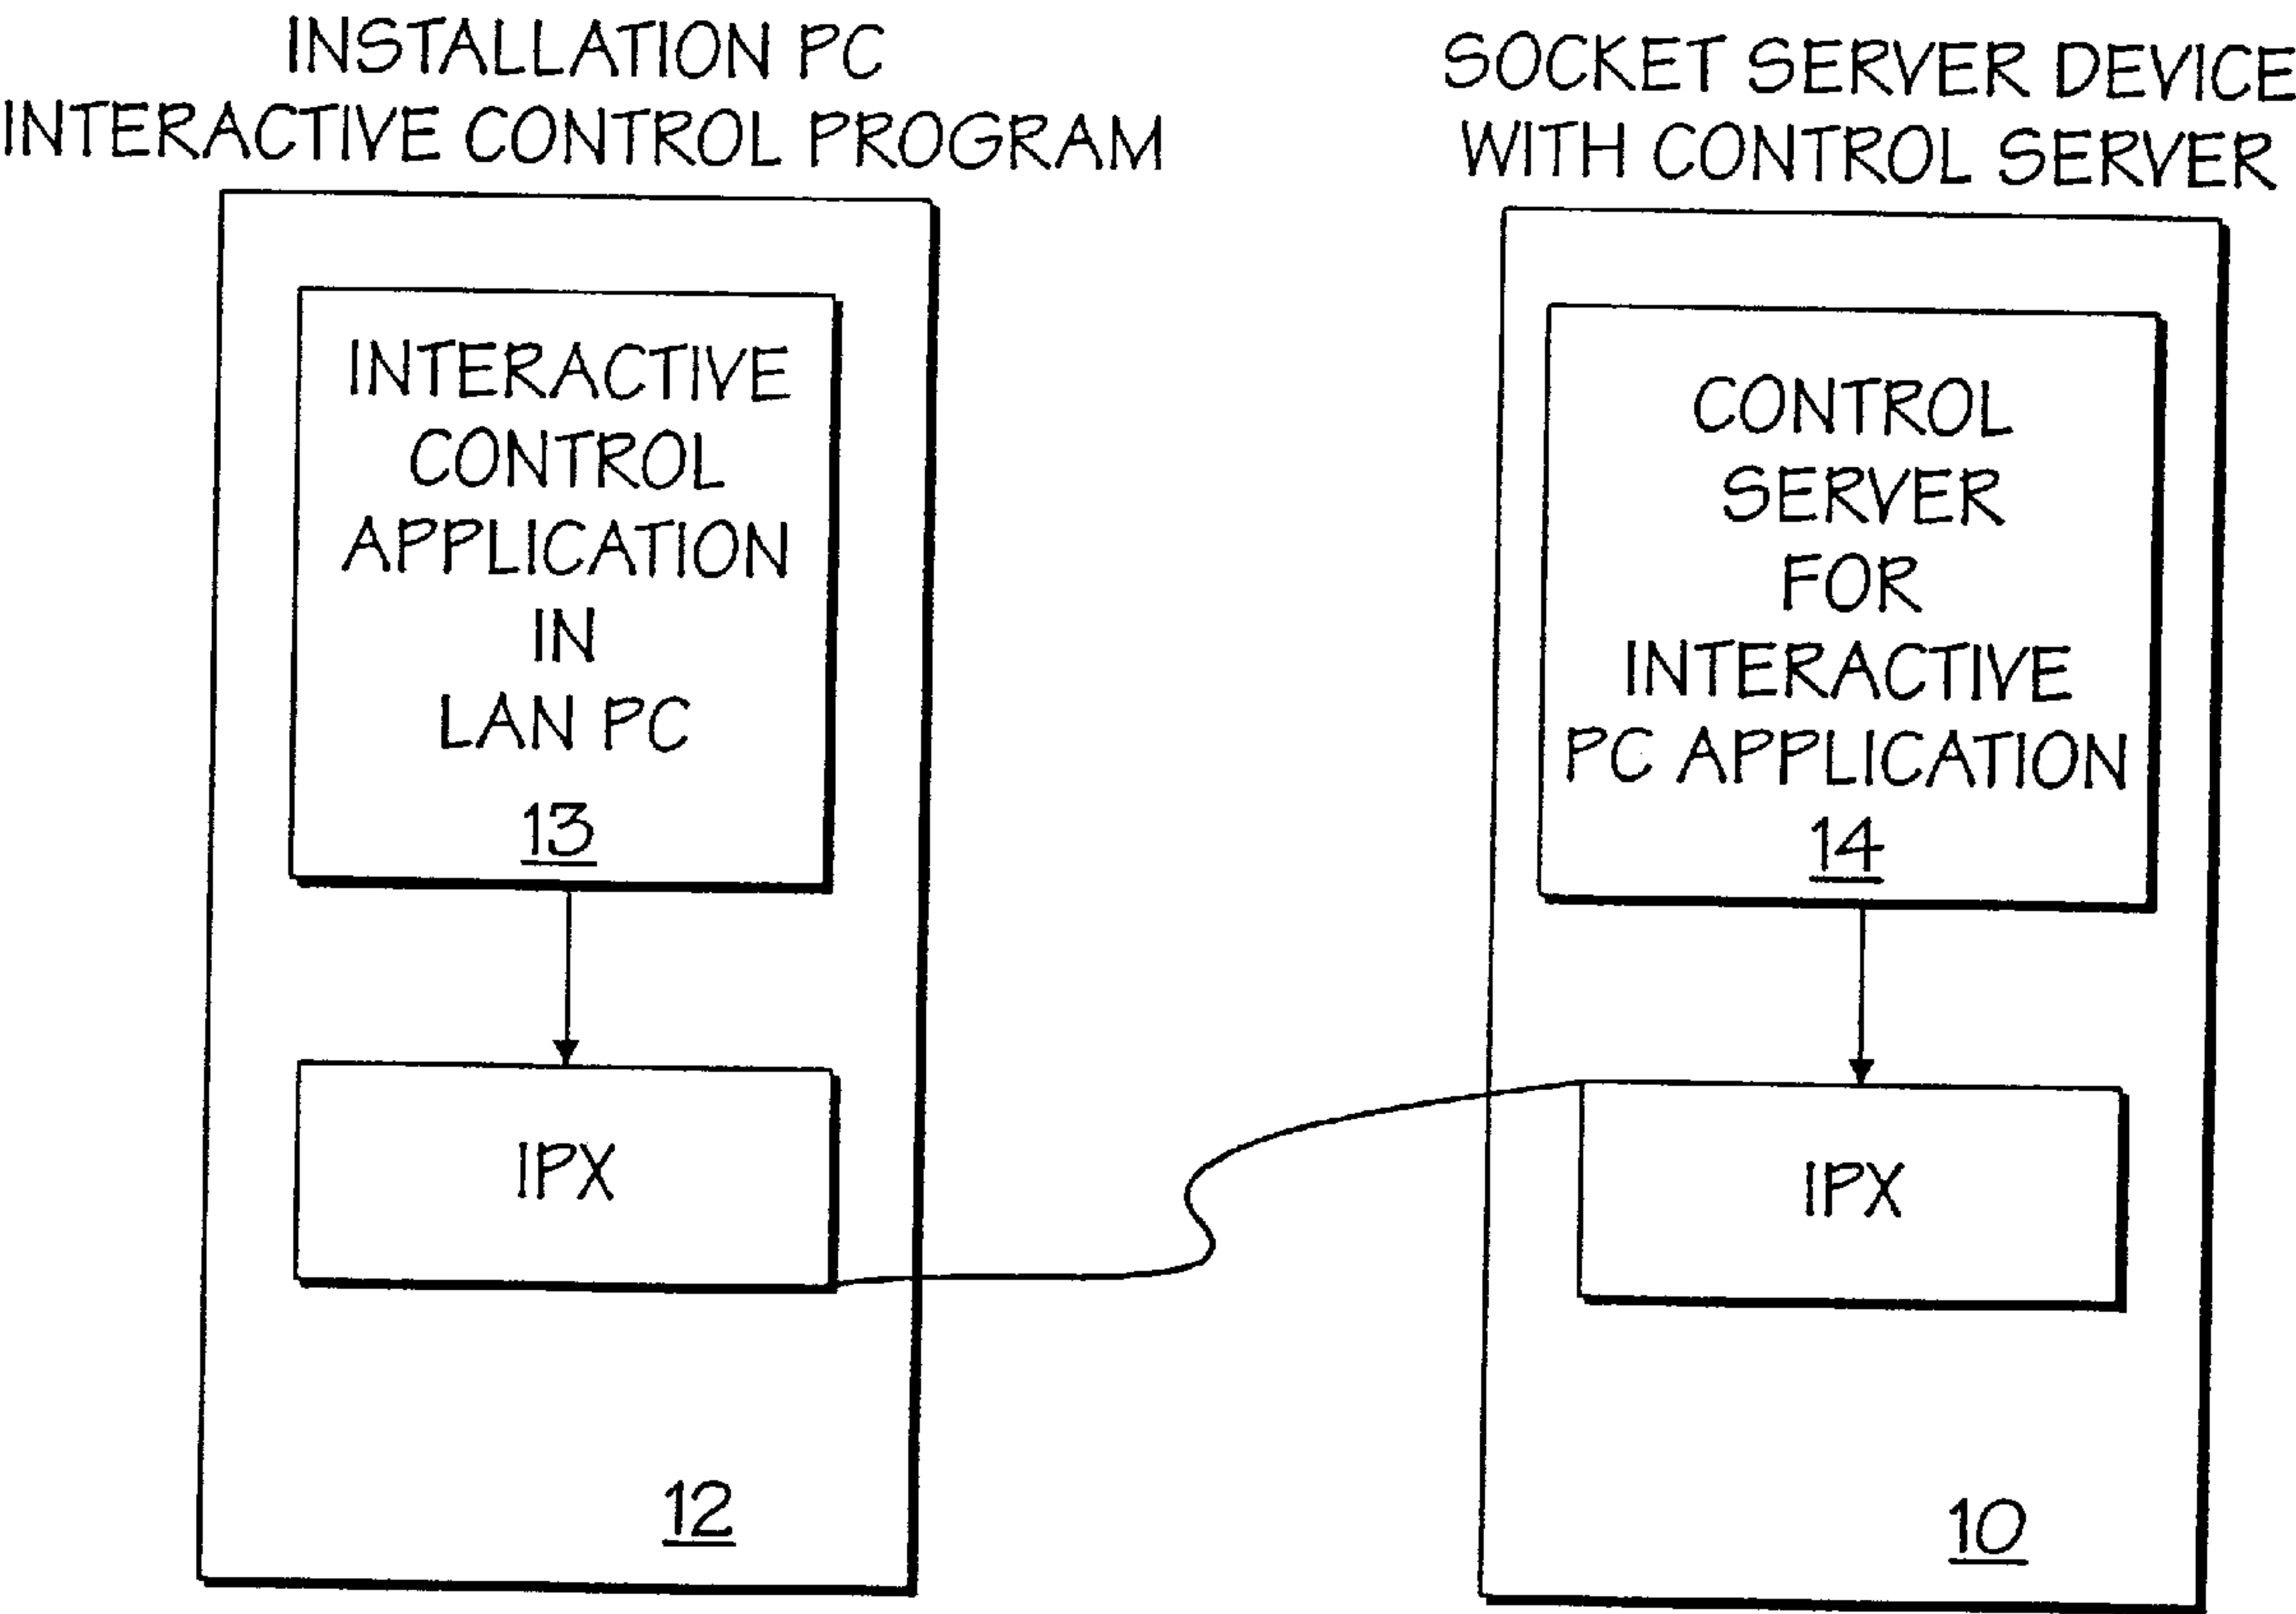 INSTALLATION PC
INTERACTIVE CONTROL PROGRAM
INTERACTIVE
CONTROL
APPLICATION
IN
LAN PC
13
IPX
12
SOCKET SERVER DEVICE
WITH CONTROL SERVER
CONTROL
SERVER
FOR
INTERACTIVE
PC APPLICATION
14
IPX
10